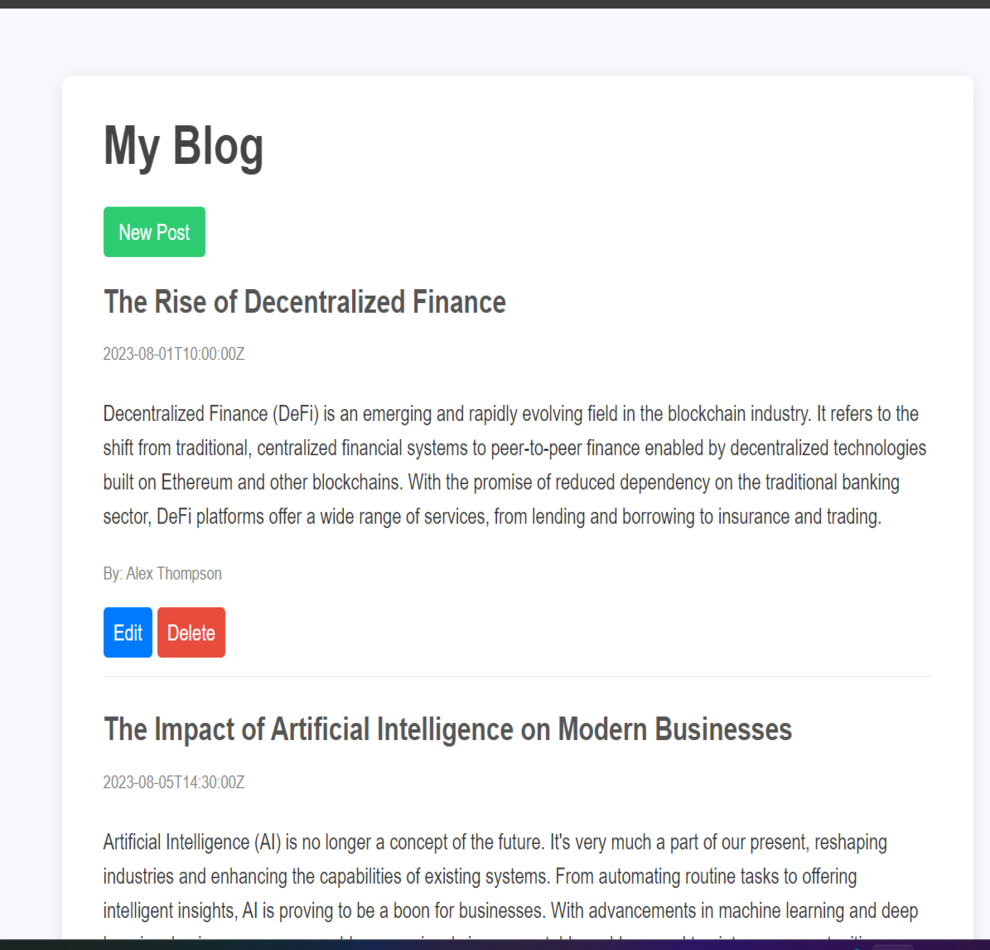 My Blog
New Post
The Rise of Decentralized Finance
2023-08-01T10:00:00Z
Decentralized Finance (DeFi) is an emerging and rapidly evolving field in the blockchain industry. It refers to the
shift from traditional, centralized financial systems to peer-to-peer finance enabled by decentralized technologies
built on Ethereum and other blockchains. With the promise of reduced dependency on the traditional banking
sector, DeFi platforms offer a wide range of services, from lending and borrowing to insurance and trading.
By: Alex Thompson
Edit Delete
The Impact of Artificial Intelligence on Modern Businesses
2023-08-05T14:30:00Z
Artificial Intelligence (AI) is no longer a concept of the future. It's very much a part of our present, reshaping
industries and enhancing the capabilities of existing systems. From automating routine tasks to offering
intelligent insights, AI is proving to be a boon for businesses. With advancements in machine learning and deep